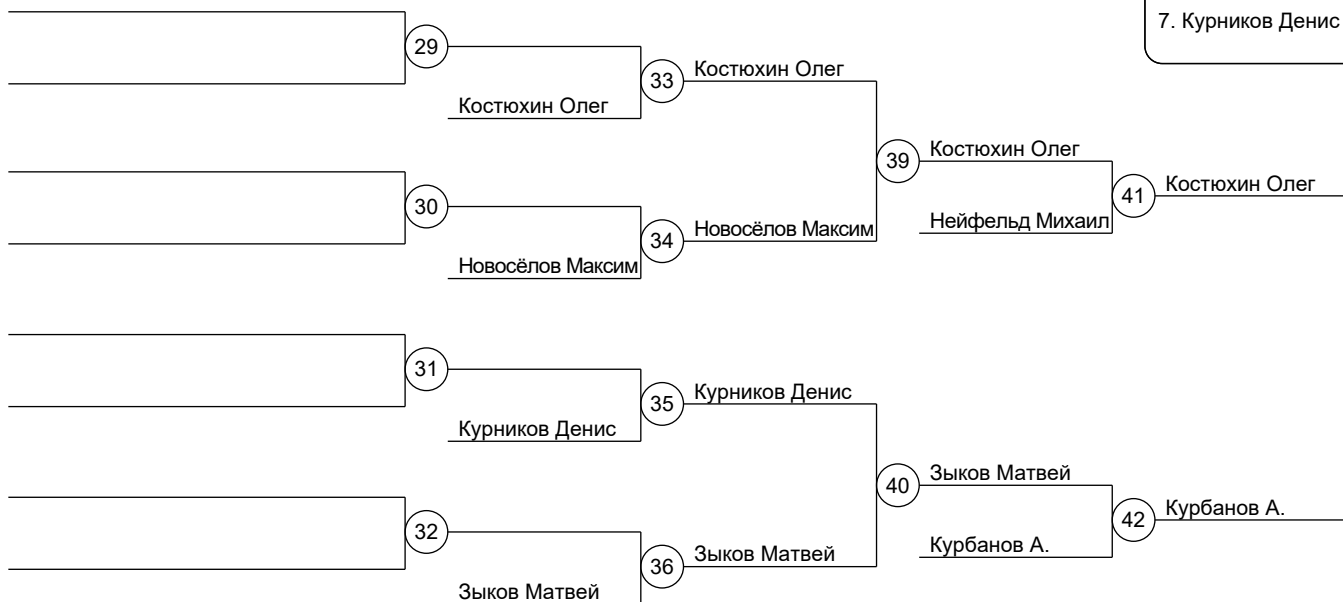 7. Курников Денис
29
33
Костюхин Олег
Костюхин Олег
39
Костюхин Олег
41
Костюхин Олег
30
34
Новосёлов Максим
Нейфельд Михаил
Новосёлов Максим
31
35
Курников Денис
Курников Денис
40
Зыков Матвей
42
Курбанов А.
32
36
Зыков Матвей
Курбанов А.
Зыков Матвей